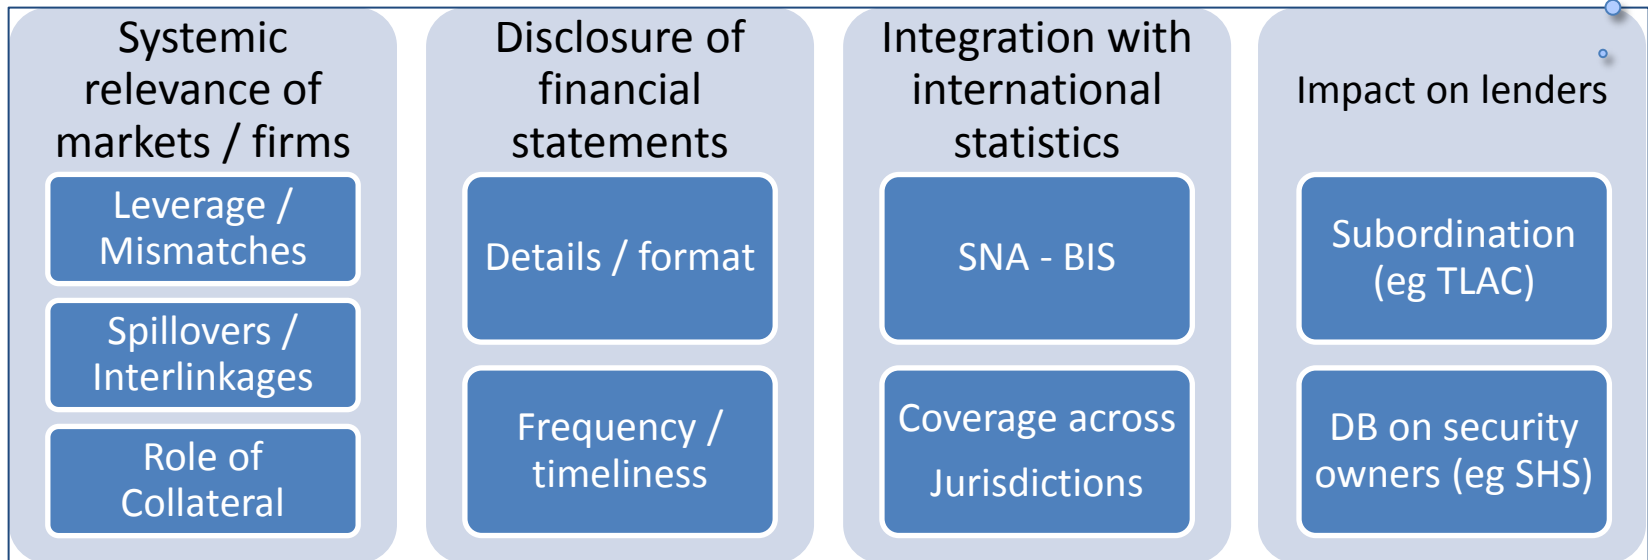 Systemic
relevance of
markets / firms
Leverage /
Mismatches
Spillovers /
Interlinkages
Role of
Collateral
Disclosure of
financial
statements
Details / format
Frequency /
timeliness
Integration with
international
statistics
SNA - BIS
Coverage across
Jurisdictions
Impact on lenders
Subordination
(eg TLAC)
DB on security
owners (eg SHS)